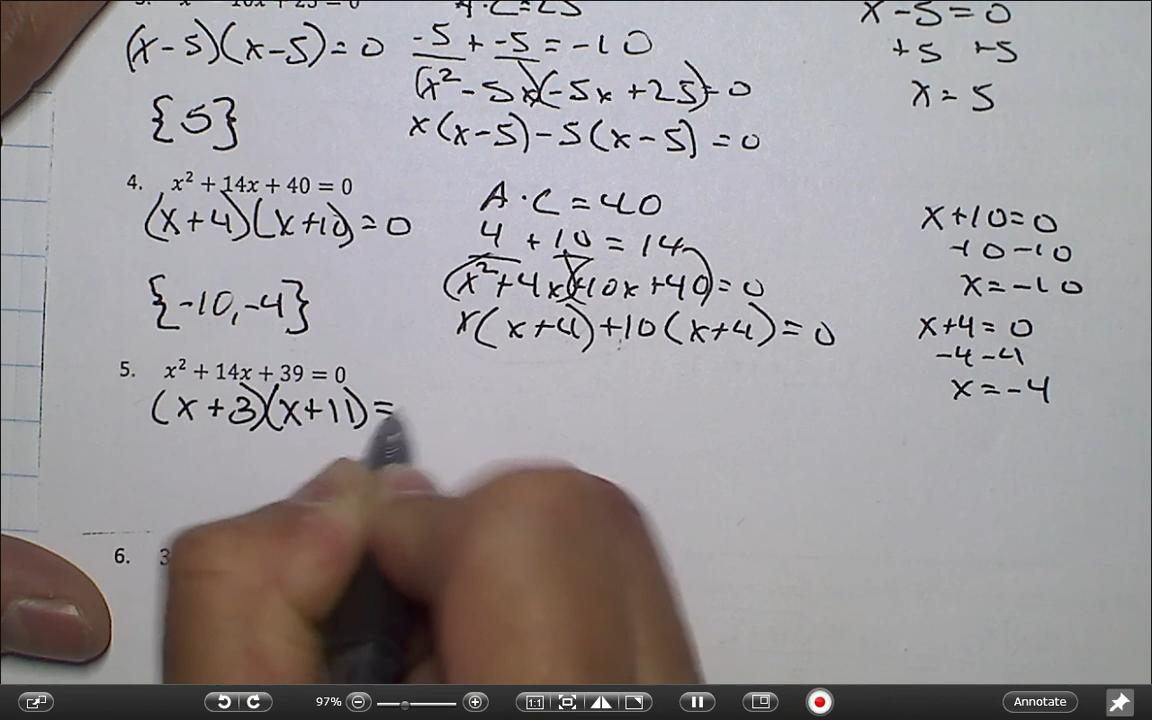 (x-5)(x-5)=0
-5 + -5 = -10
(x²-5x)(-5x+25)=0
x(x-5)-5(x-5)=0
{5}
x-5=0
+5 +5
x=5
4. x² + 14x + 40 = 0
(x+4)(x+10)=0
{-10,-4}
A·C=40
4 + 10 = 14
(x²+4x)(+10x+40)=0
x(x+4)+10(x+4)=0
x+10=0
-10 -10
x=-10
x+4=0
-4 -4
x=-4
5. x² + 14x + 39 = 0
(x+3)(x+11)=
6. 3
97%
1:1
Annotate